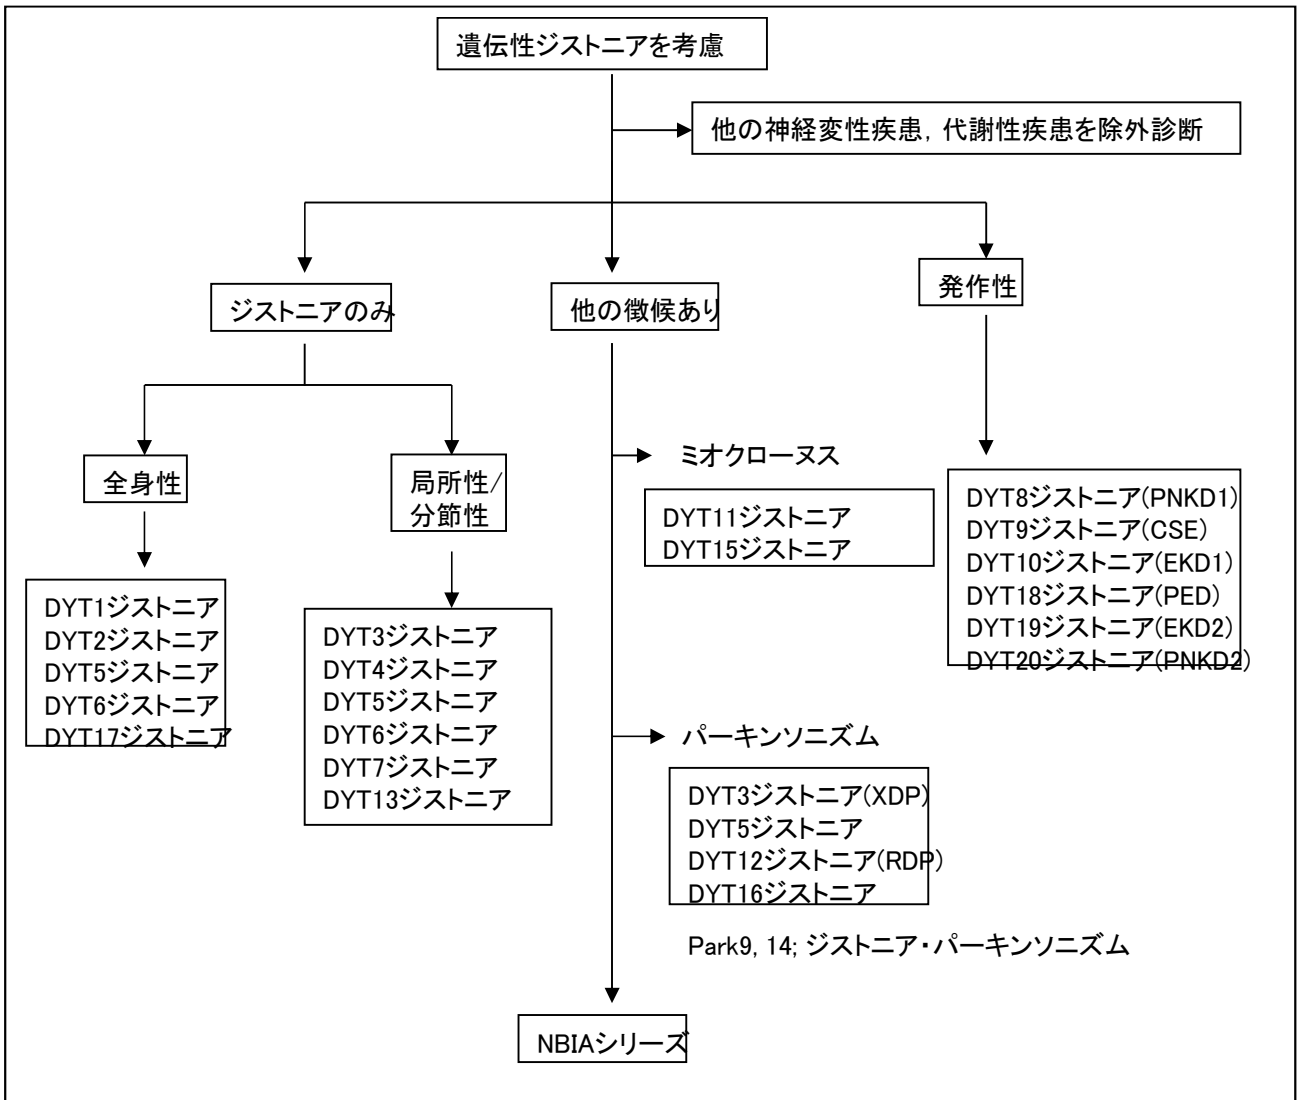 遺伝性ジストニアを考慮
他の神経変性疾患, 代謝性疾患を除外診断
ジストニアのみ
他の徴候あり
発作性
全身性
局所性/
分節性
DYT1ジストニア
DYT2ジストニア
DYT5ジストニア
DYT6ジストニア
DYT17ジストニア
DYT3ジストニア
DYT4ジストニア
DYT5ジストニア
DYT6ジストニア
DYT7ジストニア
DYT13ジストニア
ミオクローヌス
DYT11ジストニア
DYT15ジストニア
パーキンソニズム
DYT3ジストニア(XDP)
DYT5ジストニア
DYT12ジストニア(RDP)
DYT16ジストニア
Park9, 14; ジストニア・パーキンソニズム
NBIAシリーズ
DYT8ジストニア(PNKD1)
DYT9ジストニア(CSE)
DYT10ジストニア(EKD1)
DYT18ジストニア(PED)
DYT19ジストニア(EKD2)
DYT20ジストニア(PNKD2)